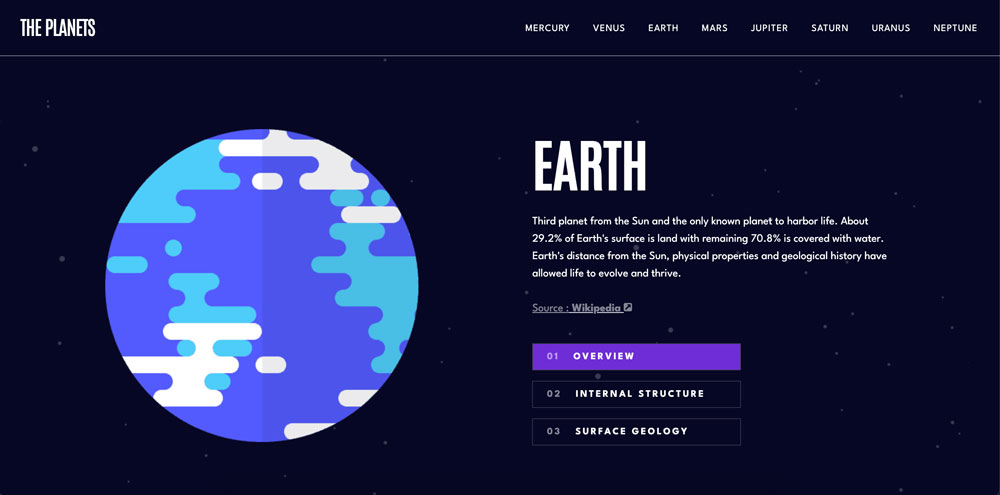 THE PLANETS
MERCURY VENUS EARTH MARS JUPITER SATURN URANUS NEPTUNE
EARTH
Third planet from the Sun and the only known planet to harbor life. About
29.2% of Earth's surface is land with remaining 70.8% is covered with water.
Earth's distance from the Sun, physical properties and geological history have
allowed life to evolve and thrive.
Source : Wikipedia
01 OVERVIEW
02 INTERNAL STRUCTURE
03 SURFACE GEOLOGY